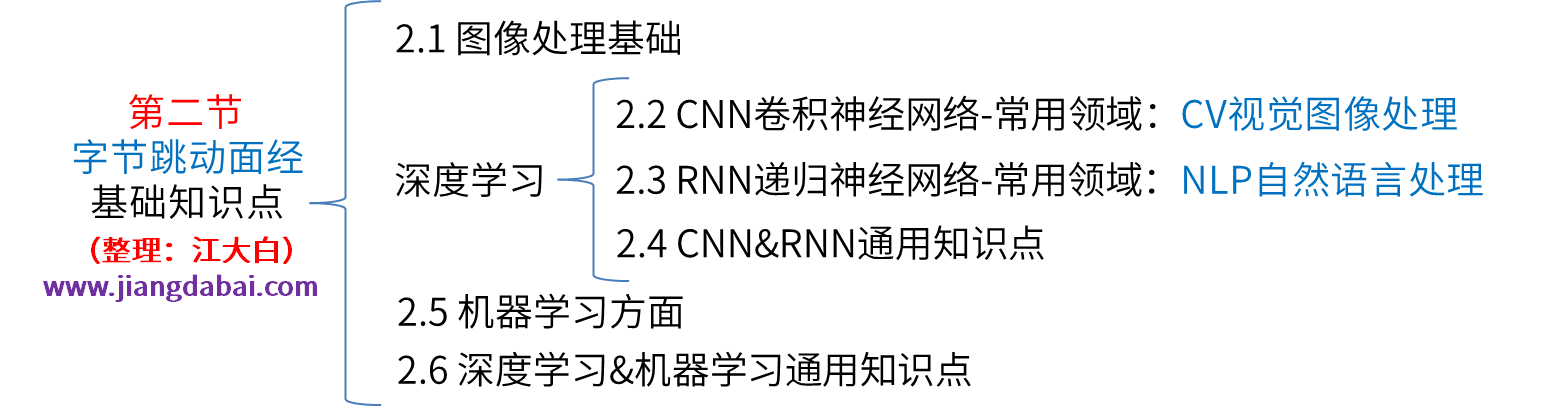 第二节
字节跳动面经
基础知识点
（整理：江大白）
www.jiangdabai.com
2.1 图像处理基础
深度学习
2.2 CNN卷积神经网络-常用领域：CV视觉图像处理
2.3 RNN递归神经网络-常用领域：NLP自然语言处理
2.4 CNN&RNN通用知识点
2.5 机器学习方面
2.6 深度学习&机器学习通用知识点